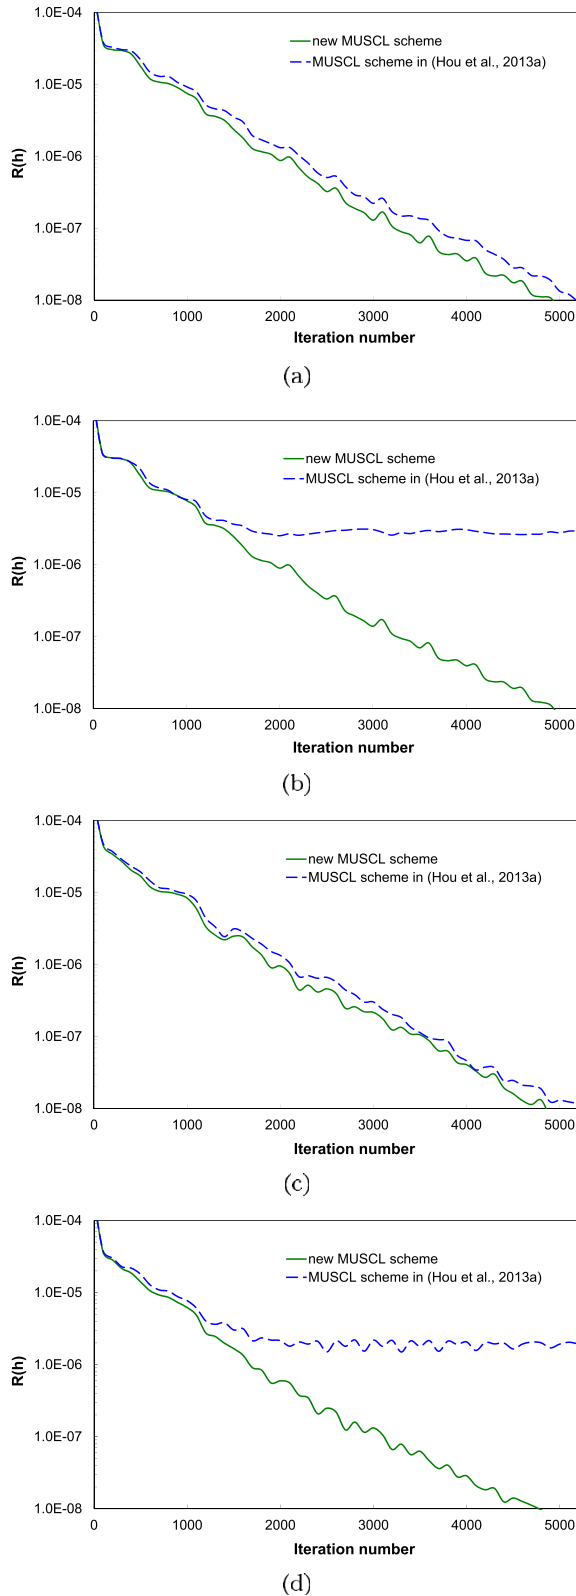 1.0E-04
new MUSCL scheme
MUSCL scheme in (Hou et al., 2013a)
1.0E-05
R(h)
1.0E-06
1.0E-07
1.0E-08
0 1000 2000 3000 4000 5000
Iteration number
(a)
1.0E-04
new MUSCL scheme
MUSCL scheme in (Hou et al., 2013a)
1.0E-05
R(h)
1.0E-06
1.0E-07
1.0E-08
0 1000 2000 3000 4000 5000
Iteration number
(b)
1.0E-04
new MUSCL scheme
MUSCL scheme in (Hou et al., 2013a)
1.0E-05
R(h)
1.0E-06
1.0E-07
1.0E-08
0 1000 2000 3000 4000 5000
Iteration number
(c)
1.0E-04
new MUSCL scheme
MUSCL scheme in (Hou et al., 2013a)
1.0E-05
R(h)
1.0E-06
1.0E-07
1.0E-08
0 1000 2000 3000 4000 5000
Iteration number
(d)